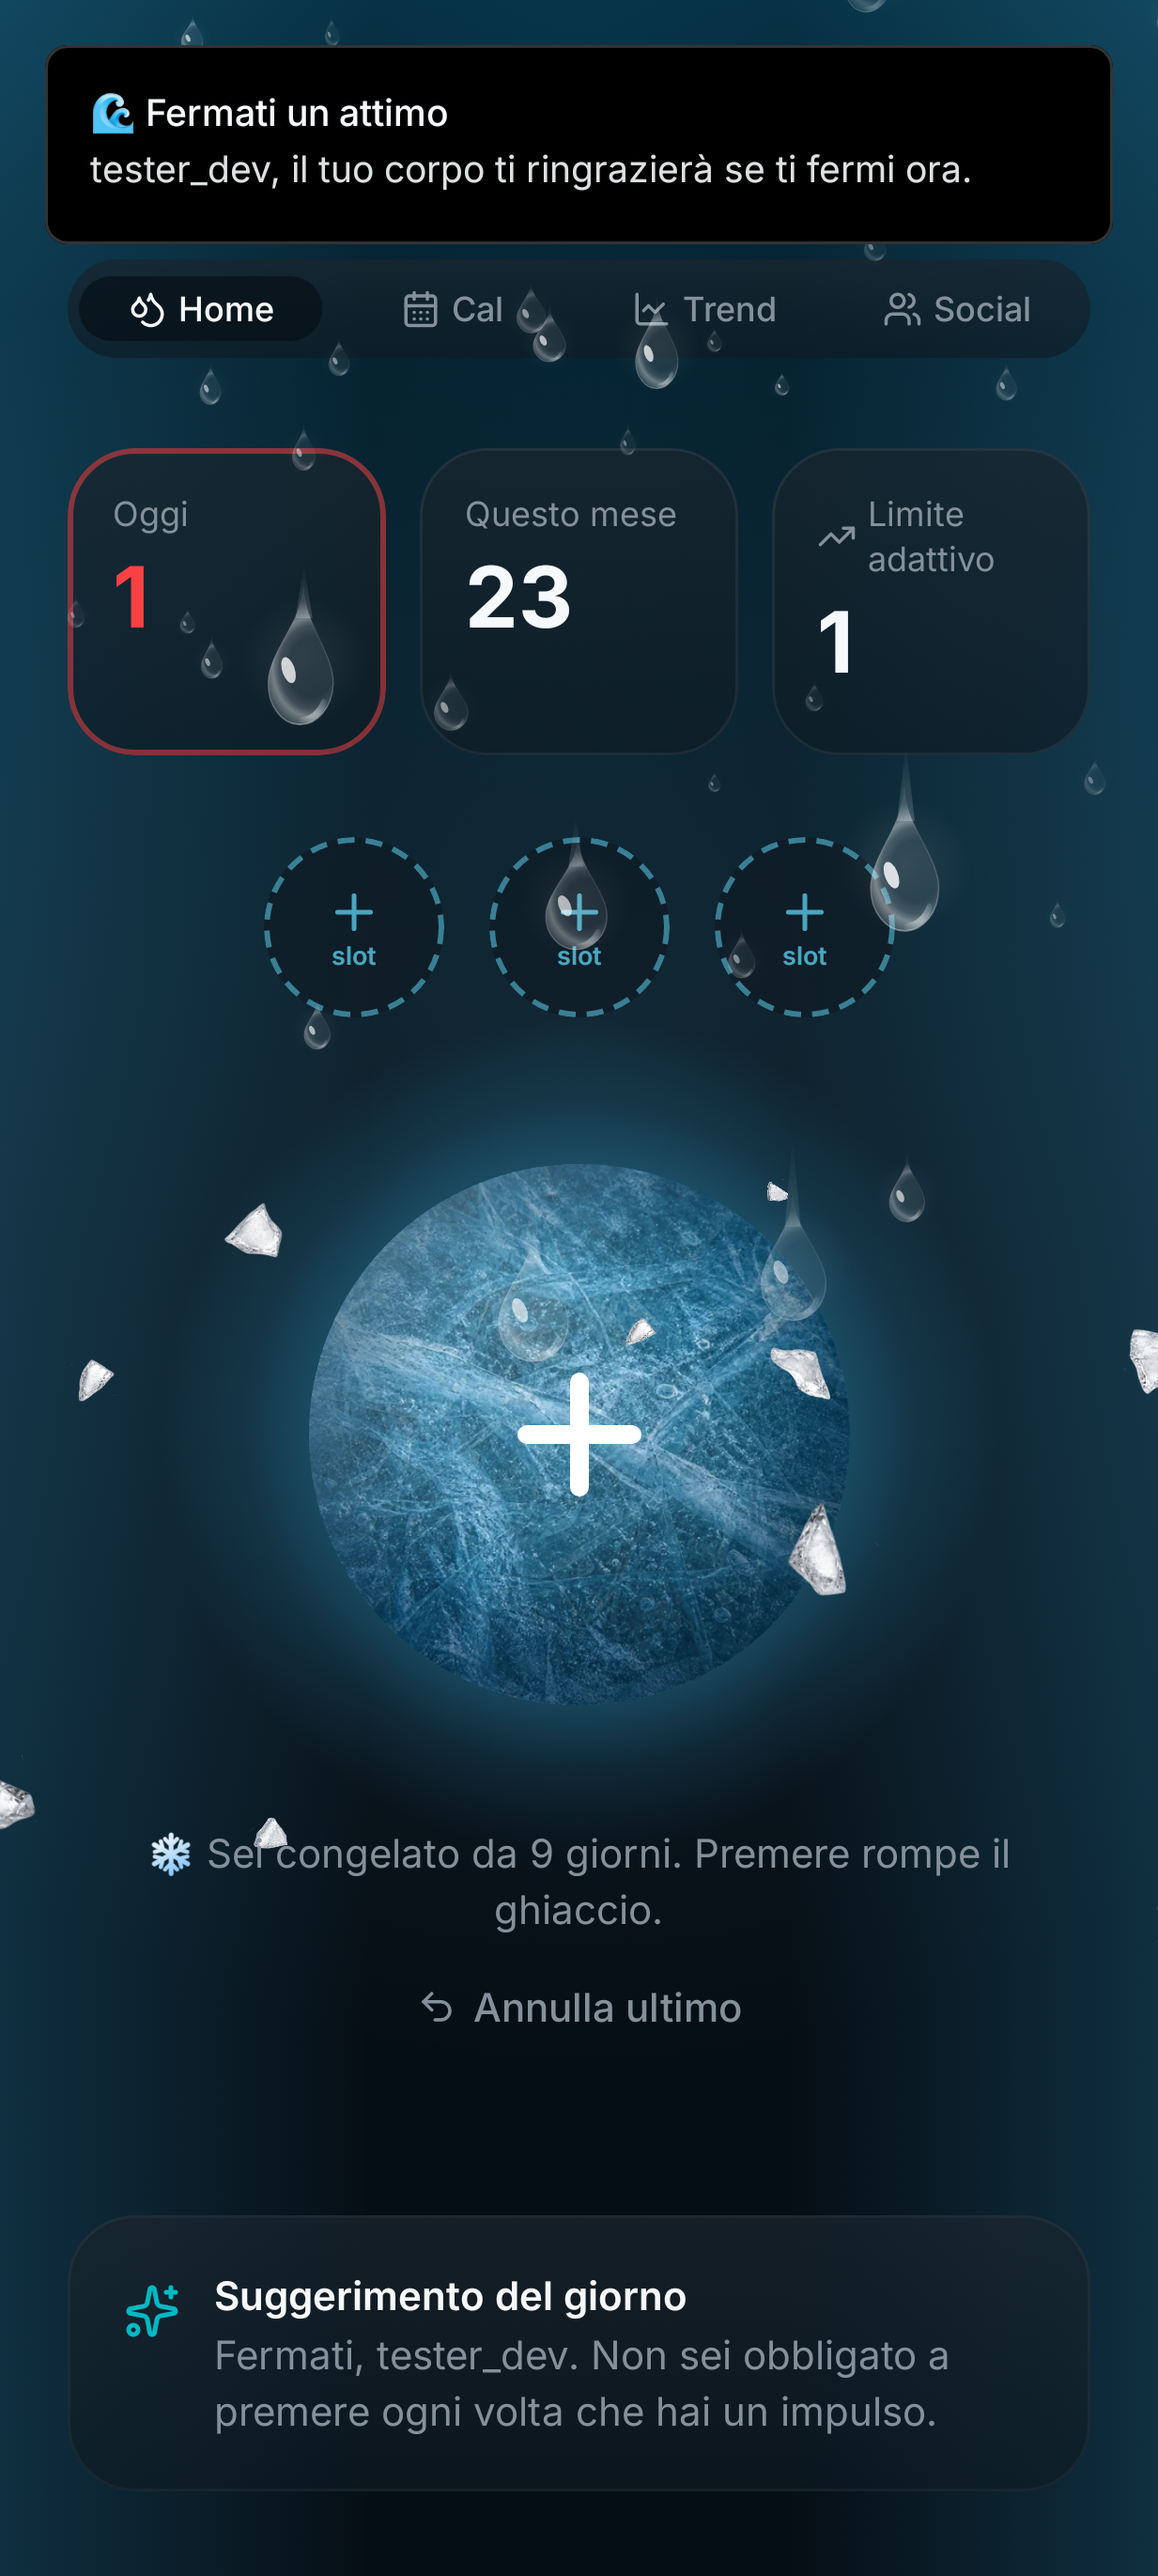 🌊 Fermati un attimo
tester_dev, il tuo corpo ti ringrazierà se ti fermi ora.
Home
Cal
Trend
Social
Oggi
1
Questo mese
23
Limite
adattivo
1
slot
slot
slot
❄️ Sei congelato da 9 giorni. Premere rompe il
ghiaccio.
Annulla ultimo
Suggerimento del giorno
Fermati, tester_dev. Non sei obbligato a
premere ogni volta che hai un impulso.